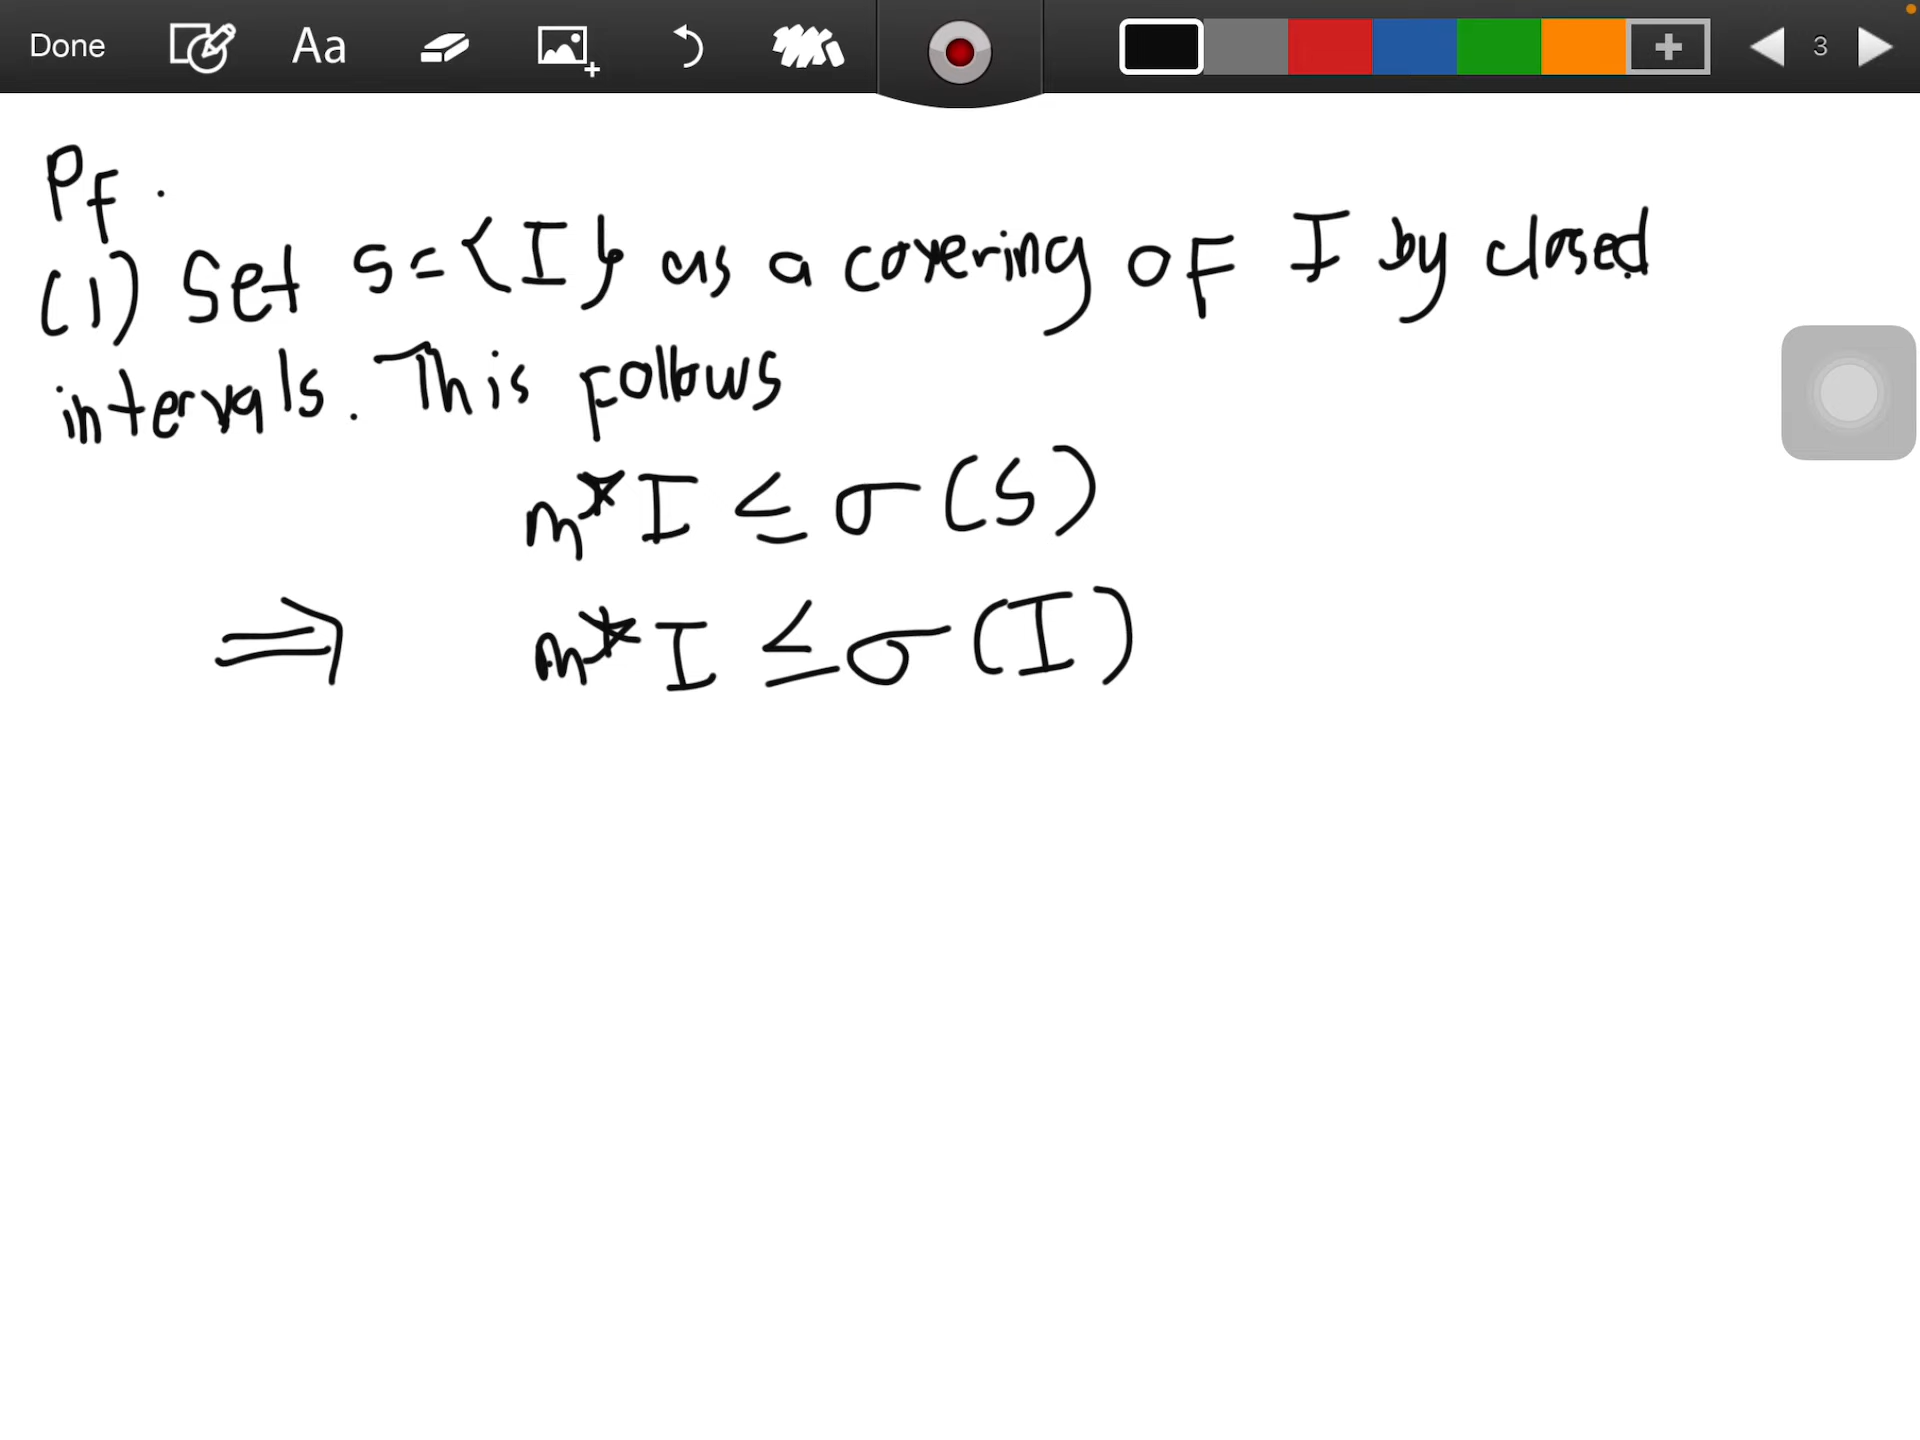 Done Aa 3
Pf.
(1) Set S={I} as a covering of I by closed
intervals. This follows
m*I ≤ σ(S)
⇒ m*I ≤ σ(I)